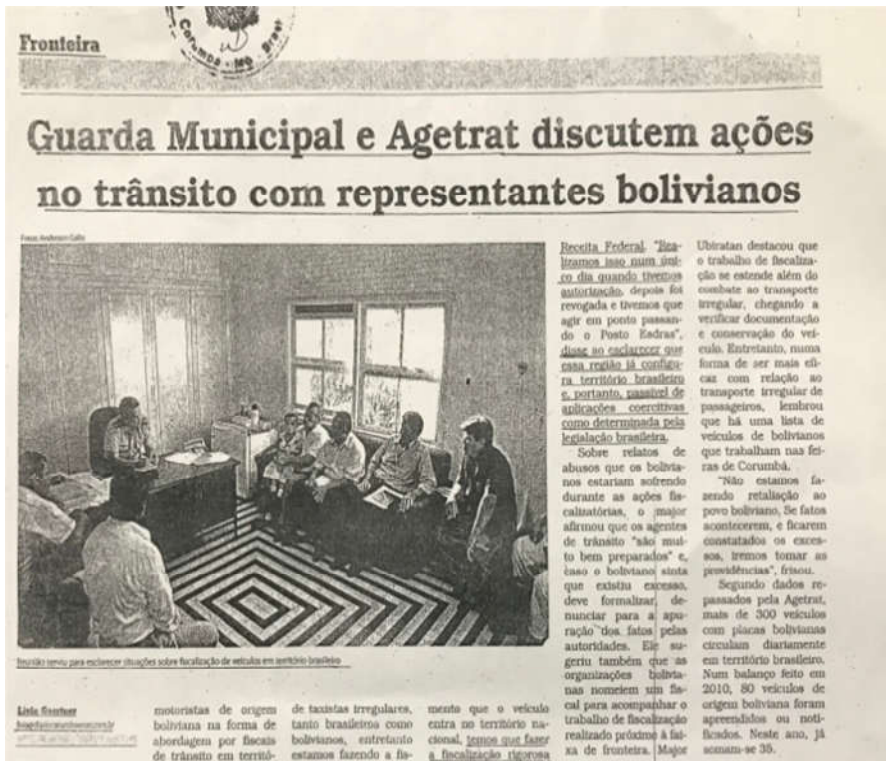 Corumbá - MS - Brasil
Fronteira
Guarda Municipal e Agetrat discutem ações
no trânsito com representantes bolivianos
Fotos: Anderson Gallo
Reunião serviu para esclarecer situações sobre fiscalização de veículos em território brasileiro
motoristas de origem
boliviana na forma de
abordagem por fiscais
de trânsito em territó-
de taxistas irregulares,
tanto brasileiros como
bolivianos, entretanto
estamos fazendo a fis-
mento que o veículo
entra no território na-
cional, temos que fazer
a fiscalização rigorosa
Receita Federal. "Rea-
lizamos isso num úni-
co dia quando tivemos
autorização, depois foi
revogada e tivemos que
agir em ponto passan-
do o Posto Esdras",
disse ao esclarecer que
essa região já configu-
ra território brasileiro
e, portanto, passível de
aplicações coercitivas
como determinada pela
legislação brasileira.
Sobre relatos de
abusos que os bolivia-
nos estariam sofrendo
durante as ações fis-
calizatórias, o major
afirmou que os agentes
de trânsito "são mui-
to bem preparados" e,
caso o boliviano sinta
que existiu excesso,
deve formalizar, de-
nunciar para a apu-
ração dos fatos pelas
autoridades. Ele su-
geriu também que as
organizações bolivia-
nas nomeiem um fis-
cal para acompanhar o
trabalho de fiscalização
realizado próximo à fai-
xa de fronteira. Major
Ubiratan destacou que
o trabalho de fiscaliza-
ção se estende além do
combate ao transporte
irregular, chegando a
verificar documentação
e conservação do veí-
culo. Entretanto, numa
forma de ser mais efi-
caz com relação ao
transporte irregular de
passageiros, lembrou
que há uma lista de
veículos de bolivianos
que trabalham nas fei-
ras de Corumbá.
"Não estamos fa-
zendo retaliação ao
povo boliviano, Se fatos
acontecerem, e ficarem
constatados os exces-
sos, iremos tomar as
providências", frisou.
Segundo dados re-
passados pela Agetrat,
mais de 300 veículos
com placas bolivianas
circulam diariamente
em território brasileiro.
Num balanço feito em
2010, 80 veículos de
origem boliviana foram
apreendidos ou noti-
ficados. Neste ano, já
somam-se 35.